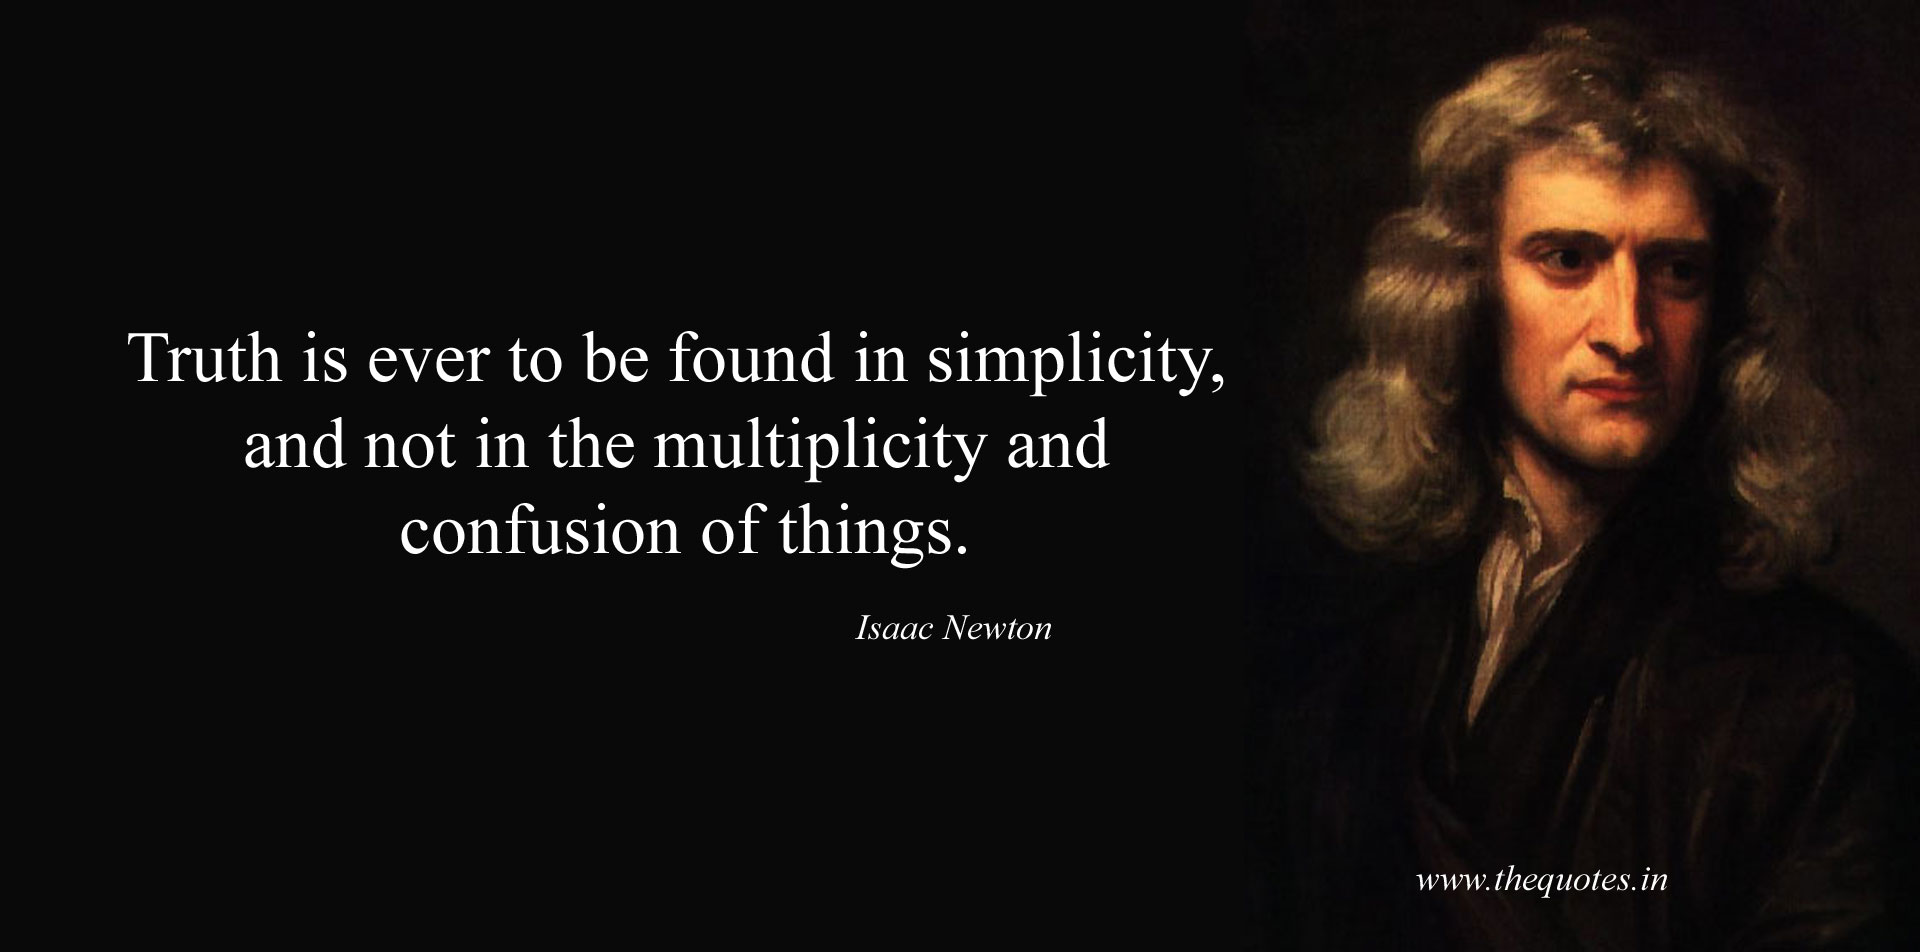 Truth is ever to be found in simplicity,
and not in the multiplicity and
confusion of things.
Isaac Newton
www.thequotes.in